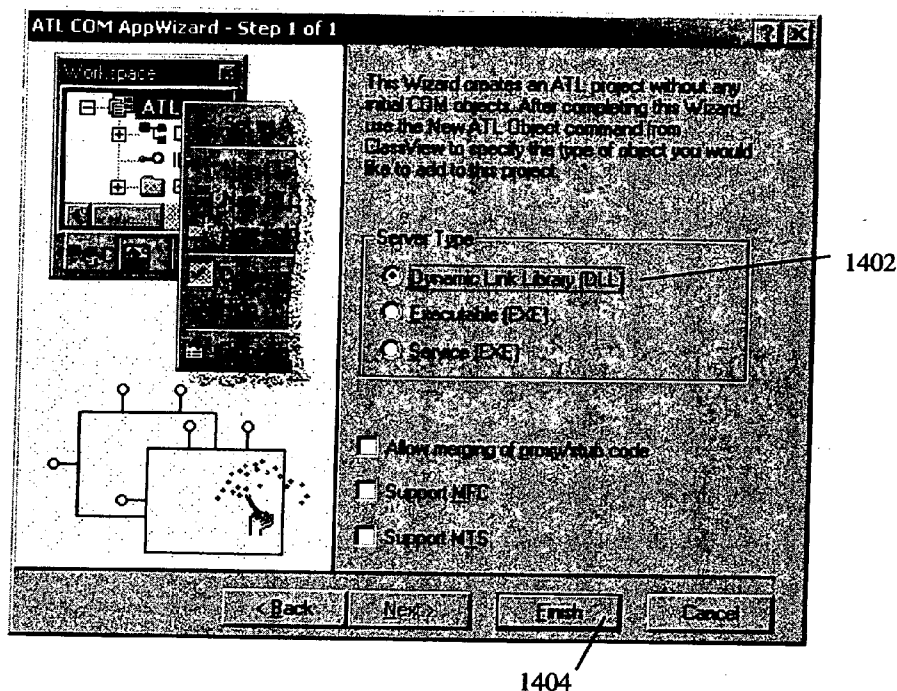 ATL COM AppWizard - Step 1 of 1
Workspace
ATL
The Wizard creates an ATL project without any
initial COM objects. After completing this Wizard,
use the New ATL Object command from
ClassView to specify the type of object you would
like to add to this project.
Server Type
Dynamic Link Library (DLL)
1402
Executable (EXE)
Service (EXE)
Allow merging of proxy/stub code
Support MFC
Support MTS
< Back
Next >
Finish
Cancel
1404